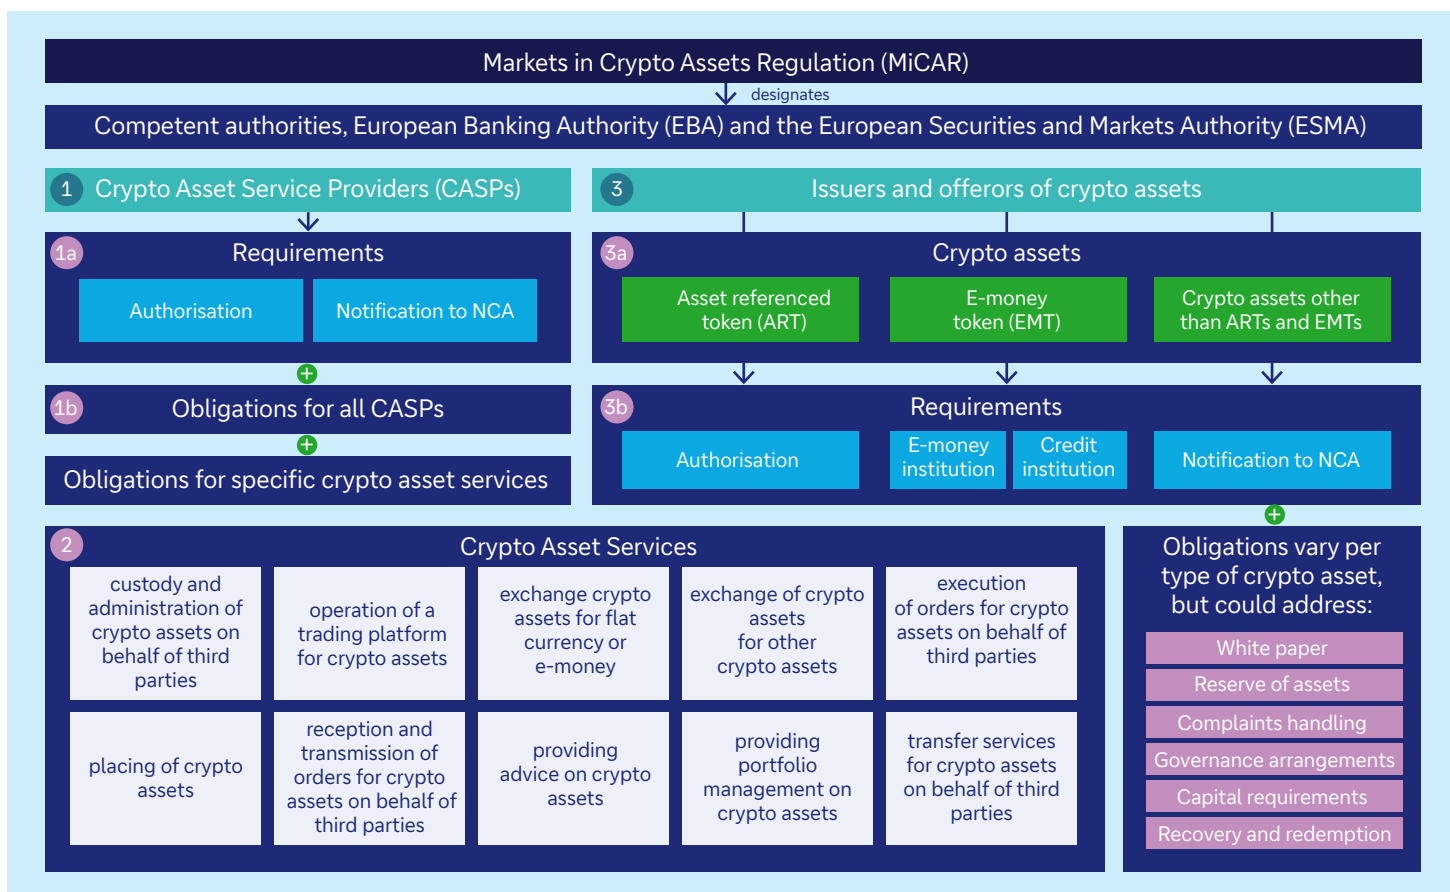 Markets in Crypto Assets Regulation (MiCAR)
designates
Competent authorities, European Banking Authority (EBA) and the European Securities and Markets Authority (ESMA)
1
Crypto Asset Service Providers (CASPs)
1a
Requirements
Authorisation
Notification to NCA
+
1b
Obligations for all CASPs
+
Obligations for specific crypto asset services
3
Issuers and offerors of crypto assets
3a
Crypto assets
Asset referenced
token (ART)
E-money
token (EMT)
Crypto assets other
than ARTs and EMTs
3b
Requirements
Authorisation
E-money
institution
Credit
institution
Notification to NCA
+
2
Crypto Asset Services
custody and
administration of
crypto assets on
behalf of third
parties
operation of a
trading platform
for crypto assets
exchange crypto
assets for flat
currency or
e-money
exchange of crypto
assets
for other
crypto assets
execution
of orders for crypto
assets on behalf of
third parties
placing of crypto
assets
reception and
transmission of
orders for crypto
assets on behalf of
third parties
providing
advice on crypto
assets
providing
portfolio
management on
crypto assets
transfer services
for crypto assets
on behalf of third
parties
Obligations vary per
type of crypto asset,
but could address:
White paper
Reserve of assets
Complaints handling
Governance arrangements
Capital requirements
Recovery and redemption